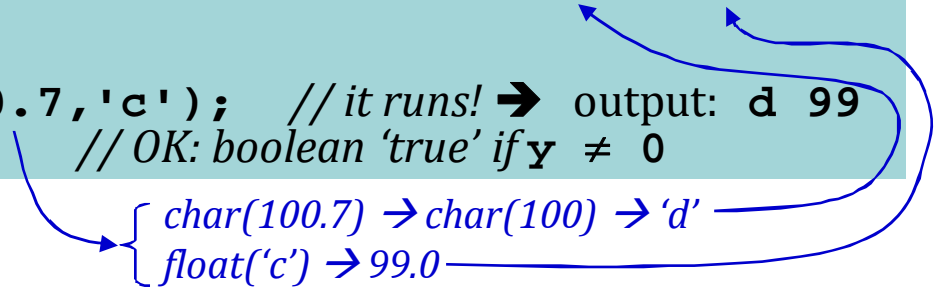 .7,'c'); // it runs! ➔ output: d 99
// OK: boolean ‘true’ if y ≠ 0
char(100.7) → char(100) → ‘d’
float(‘c’) → 99.0